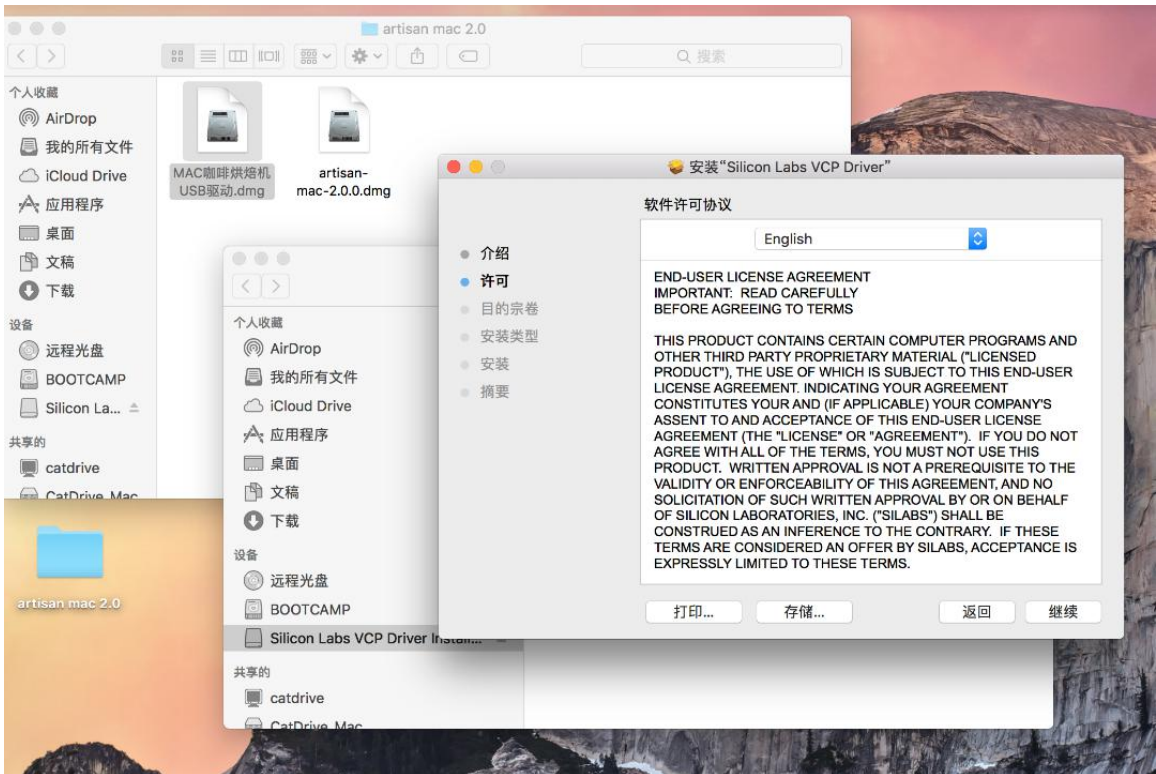 artisan mac 2.0
搜索
个人收藏
AirDrop
我的所有文件
iCloud Drive
应用程序
桌面
文稿
下载
设备
远程光盘
BOOTCAMP
Silicon La...
共享的
catdrive
CatDrive_Mac
MAC咖啡烘焙机
USB驱动.dmg
artisan-
mac-2.0.0.dmg
artisan mac 2.0
个人收藏
AirDrop
我的所有文件
iCloud Drive
应用程序
桌面
文稿
下载
设备
远程光盘
BOOTCAMP
Silicon Labs VCP Driver Install...
共享的
catdrive
CatDrive_Mac
安装“Silicon Labs VCP Driver”
介绍
许可
目的宗卷
安装类型
安装
摘要
软件许可协议
English
END-USER LICENSE AGREEMENT
IMPORTANT: READ CAREFULLY
BEFORE AGREEING TO TERMS
THIS PRODUCT CONTAINS CERTAIN COMPUTER PROGRAMS AND
OTHER THIRD PARTY PROPRIETARY MATERIAL ("LICENSED
PRODUCT"), THE USE OF WHICH IS SUBJECT TO THIS END-USER
LICENSE AGREEMENT. INDICATING YOUR AGREEMENT
CONSTITUTES YOUR AND (IF APPLICABLE) YOUR COMPANY'S
ASSENT TO AND ACCEPTANCE OF THIS END-USER LICENSE
AGREEMENT (THE "LICENSE" OR "AGREEMENT"). IF YOU DO NOT
AGREE WITH ALL OF THE TERMS, YOU MUST NOT USE THIS
PRODUCT. WRITTEN APPROVAL IS NOT A PREREQUISITE TO THE
VALIDITY OR ENFORCEABILITY OF THIS AGREEMENT, AND NO
SOLICITATION OF SUCH WRITTEN APPROVAL BY OR ON BEHALF
OF SILICON LABORATORIES, INC. ("SILABS") SHALL BE
CONSTRUED AS AN INFERENCE TO THE CONTRARY. IF THESE
TERMS ARE CONSIDERED AN OFFER BY SILABS, ACCEPTANCE IS
EXPRESSLY LIMITED TO THESE TERMS.
打印...
存储...
返回
继续